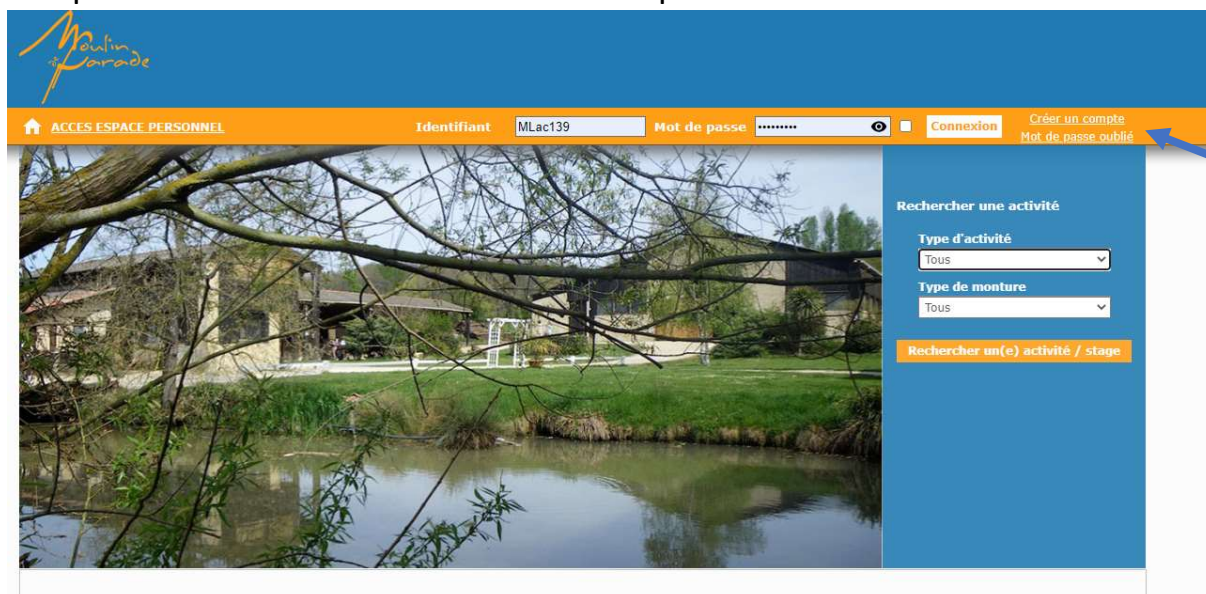 Moulin
Parade
ACCES ESPACE PERSONNEL
Identifiant MLac139 Mot de passe ••••••••• Connexion
Créer un compte
Mot de passe oublié
Rechercher une activité
Type d'activité
Tous
Type de monture
Tous
Rechercher un(e) activité / stage